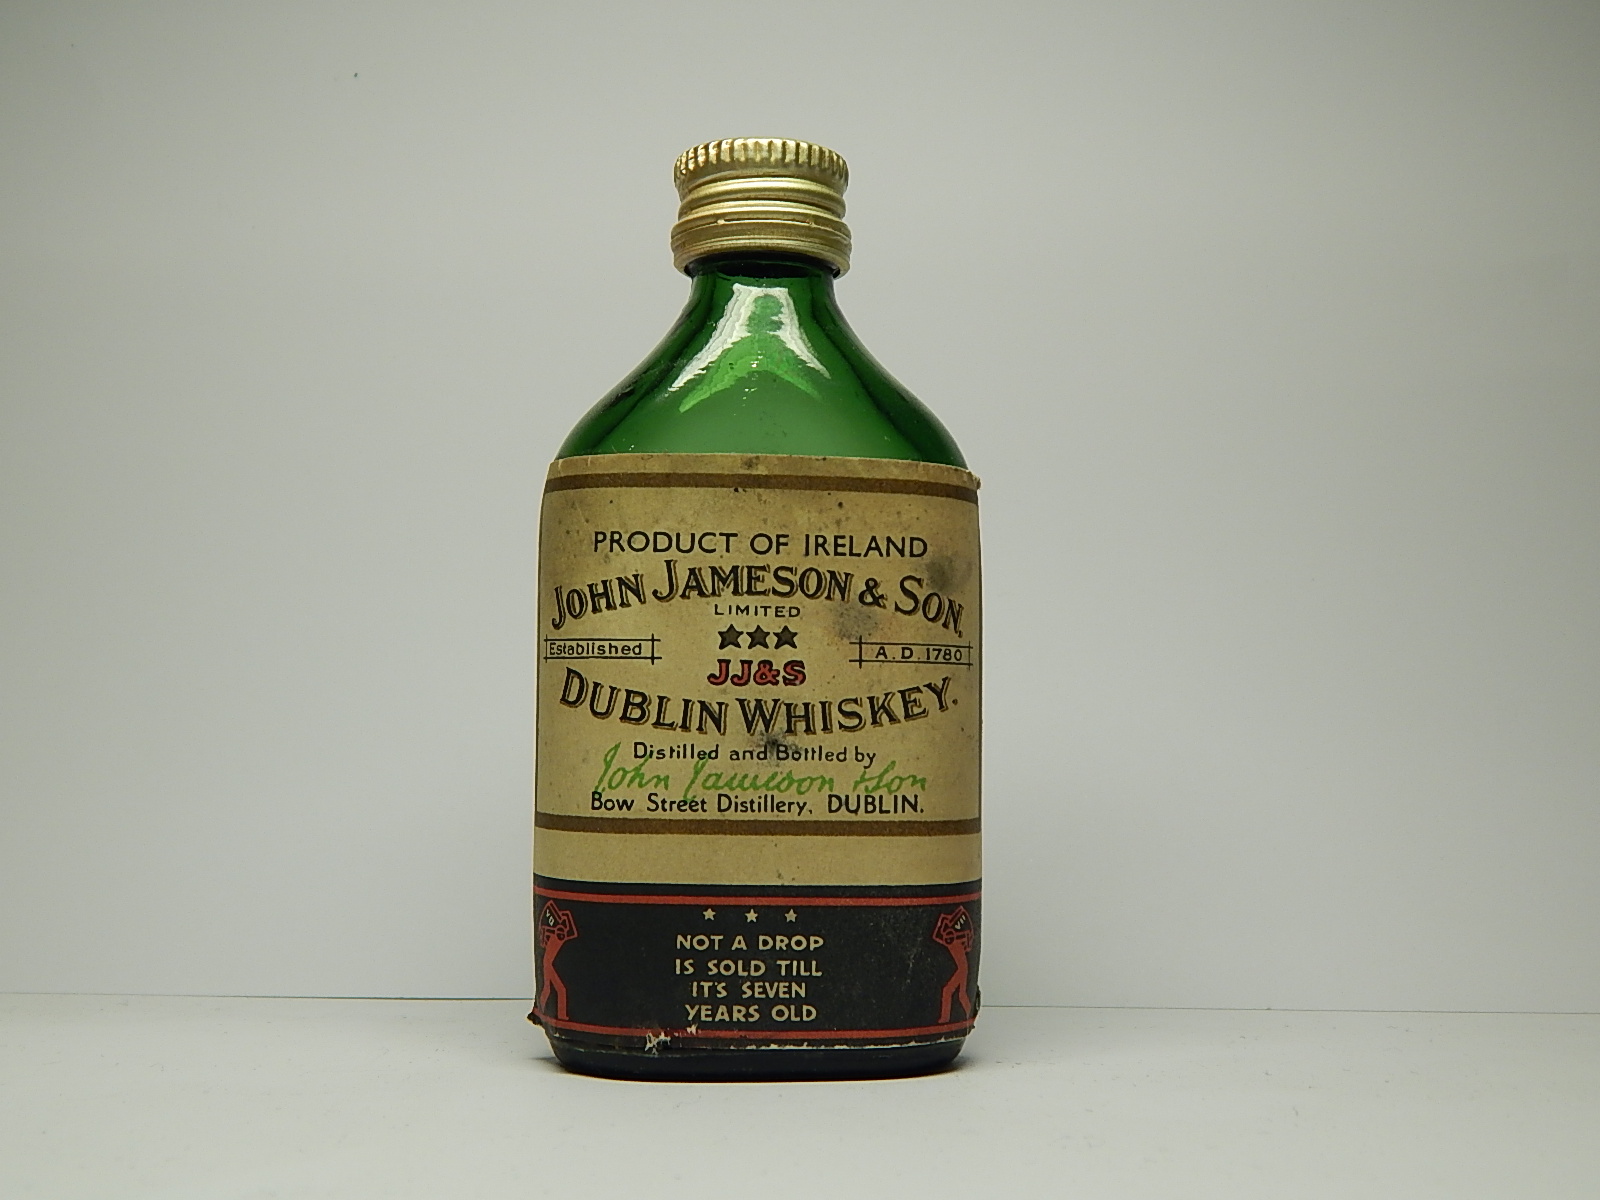 PRODUCT OF IRELAND
JOHN JAMESON & SON,
LIMITED
Established A.D. 1780
JJ&S
DUBLIN WHISKEY.
Distilled and Bottled by
John Jameson & Son
Bow Street Distillery, DUBLIN.
NOT A DROP
IS SOLD TILL
IT'S SEVEN
YEARS OLD